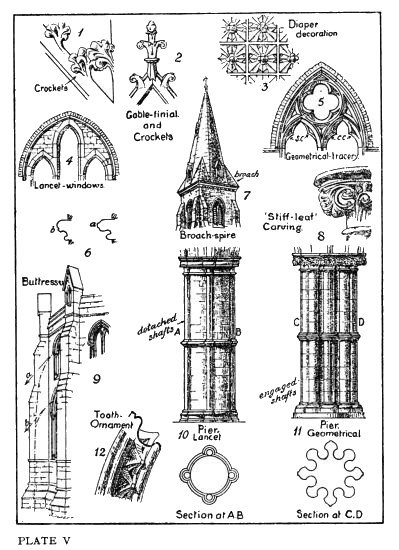 1
Crockets
2
Gable-finial
and
Crockets
Diaper
decoration
3
4
Lancet-windows
broach
7
Broach-spire
5
S.C.
C.C.
Geometrical-tracery.
'Stiff-leaf'
Carving.
8
b
a
6
Buttress
9
a
b
detached
shafts
A
B
10
Pier.
Lancet
Section at A.B
C
D
engaged
shafts
11
Pier.
Geometrical
Section at C.D
Tooth-
Ornament
12
PLATE V